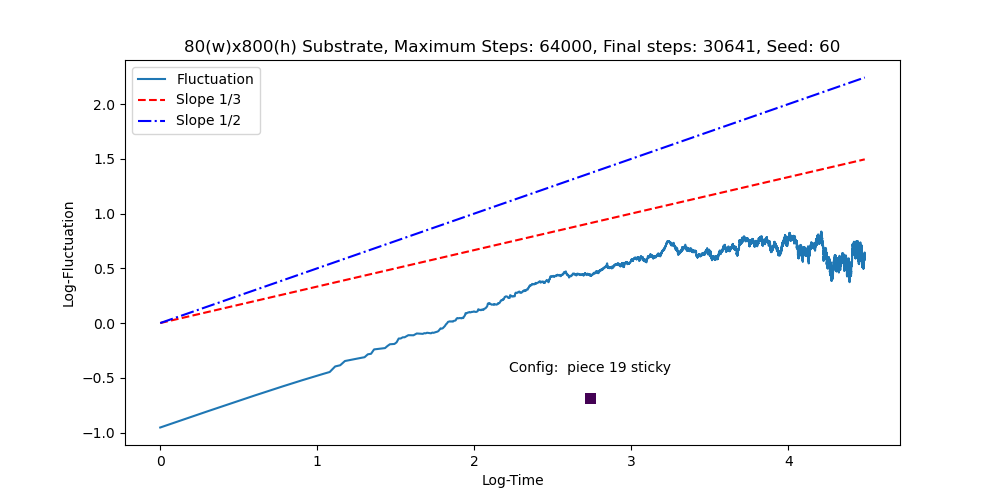 80(w)x800(h) Substrate, Maximum Steps: 64000, Final steps: 30641, Seed: 60
Fluctuation
Slope 1/3
Slope 1/2
2.0
1.5
1.0
0.5
0.0
−0.5
−1.0
Log-Fluctuation
Config:  piece 19 sticky
0 1 2 3 4
Log-Time